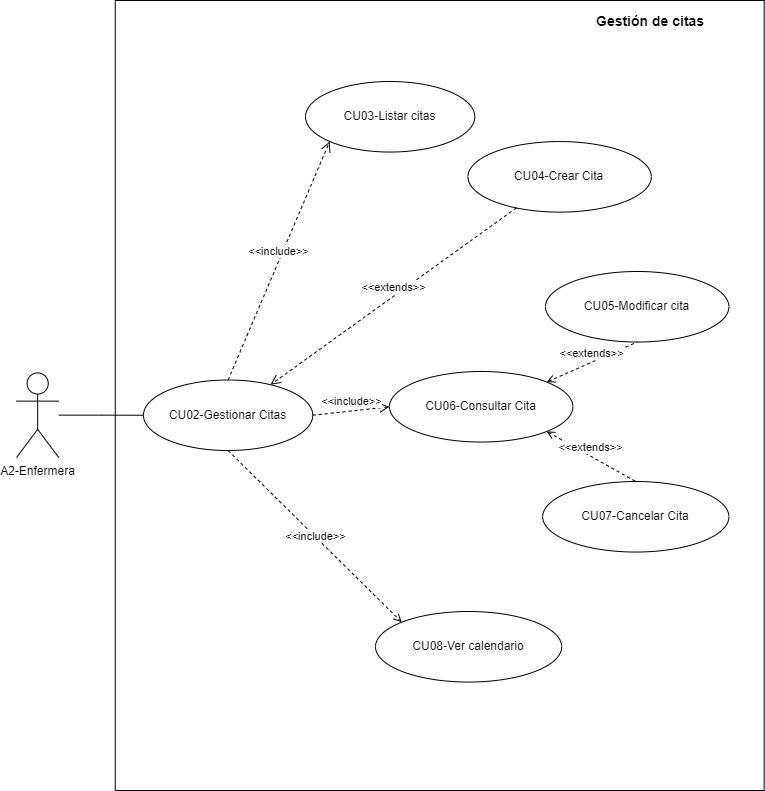 Gestión de citas
CU03-Listar citas
CU04-Crear Cita
<<include>>
<<extends>>
CU05-Modificar cita
<<extends>>
<<include>>
CU06-Consultar Cita
CU02-Gestionar Citas
A2-Enfermera
<<extends>>
CU07-Cancelar Cita
<<include>>
CU08-Ver calendario